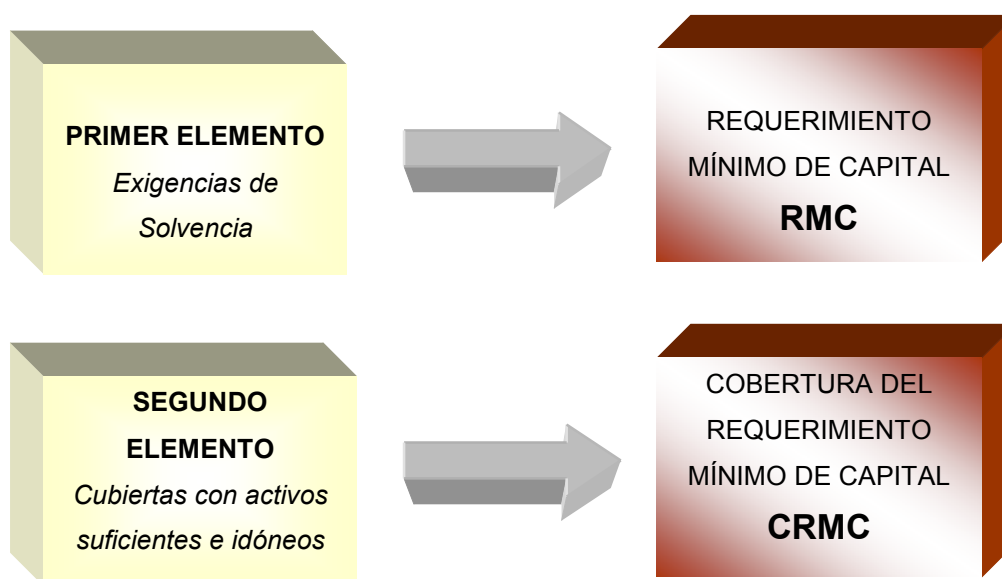 PRIMER ELEMENTO
Exigencias de
Solvencia
REQUERIMIENTO
MÍNIMO DE CAPITAL
RMC
SEGUNDO
ELEMENTO
Cubiertas con activos
suficientes e idóneos
COBERTURA DEL
REQUERIMIENTO
MÍNIMO DE CAPITAL
CRMC